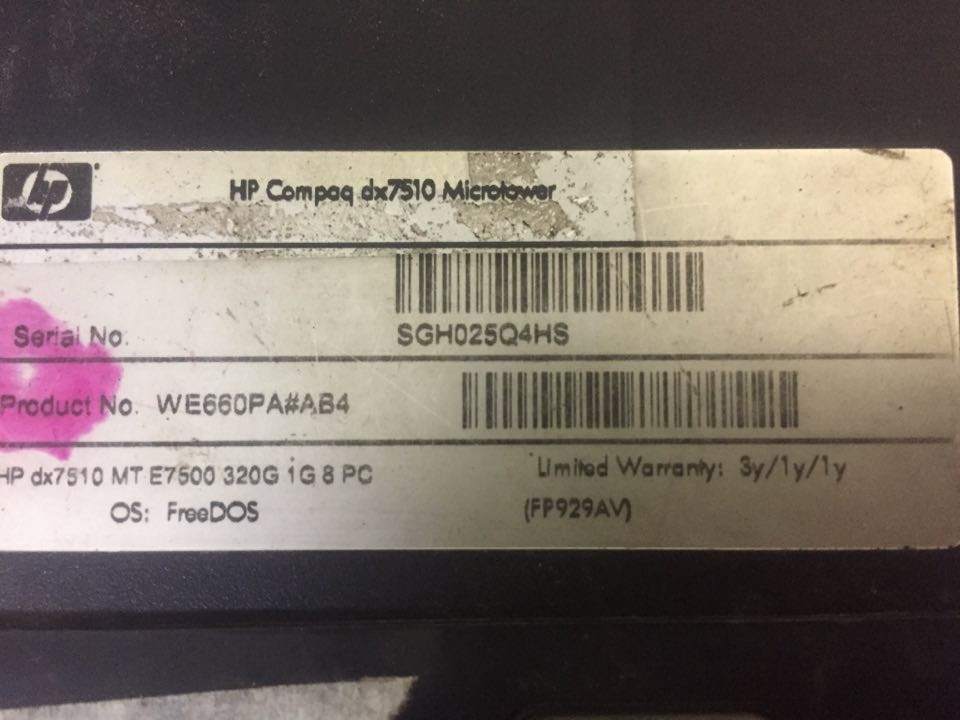 hp
HP Compaq dx7510 Microtower
Serial No.
SGH025Q4HS
Product No. WE660PA#AB4
HP dx7510 MT E7500 320G 1G 8 PC
Limited Warranty: 3y/1y/1y
OS: FreeDOS
(FP929AV)